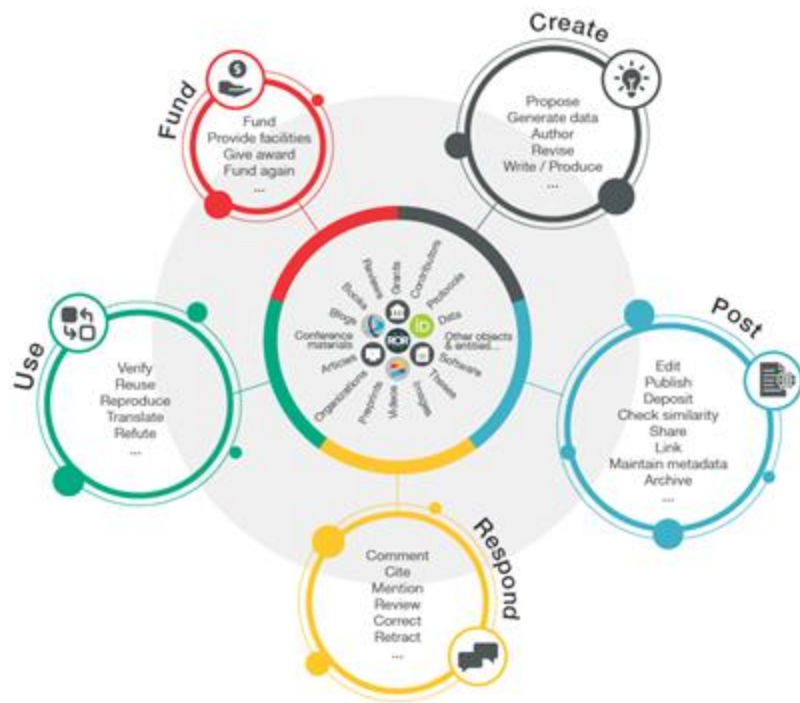 Fund
Fund
Provide facilities
Give award
Fund again
...
Create
Propose
Generate data
Author
Revise
Write / Produce
...
Post
Edit
Publish
Deposit
Check similarity
Share
Link
Maintain metadata
Archive
...
Respond
Comment
Cite
Mention
Review
Correct
Retract
...
Use
Verify
Reuse
Reproduce
Translate
Refute
...
Grants
Contributors
Protocols
Data
Other objects
& entities...
Software
Theses
Images
Videos
Preprints
Organizations
Articles
Conference
materials
Blogs
Books
Reviews
iD
ROR